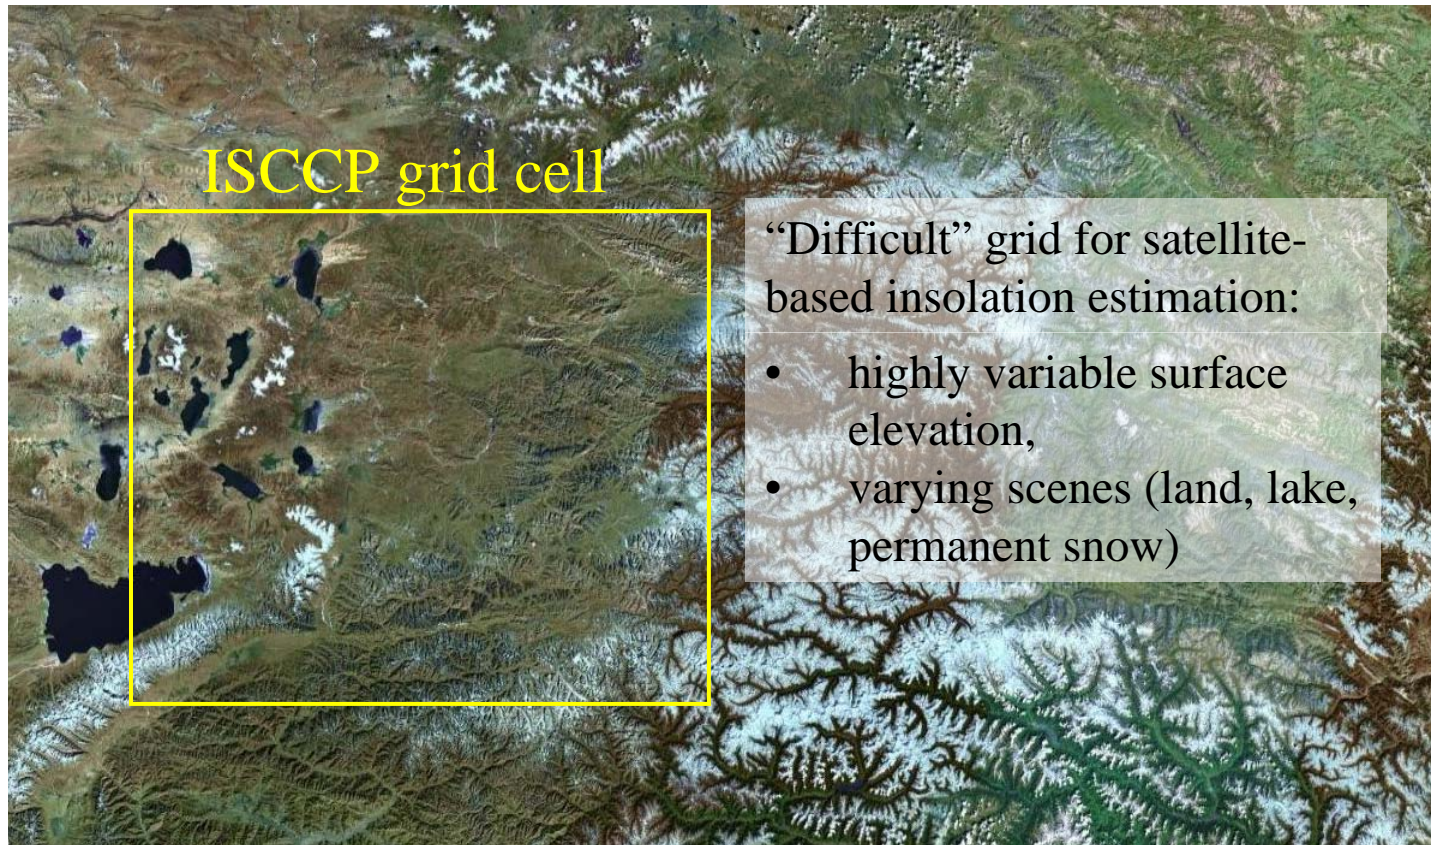 ISCCP grid cell
“Difficult” grid for satellite-
based insolation estimation:
• highly variable surface
elevation,
• varying scenes (land, lake,
permanent snow)